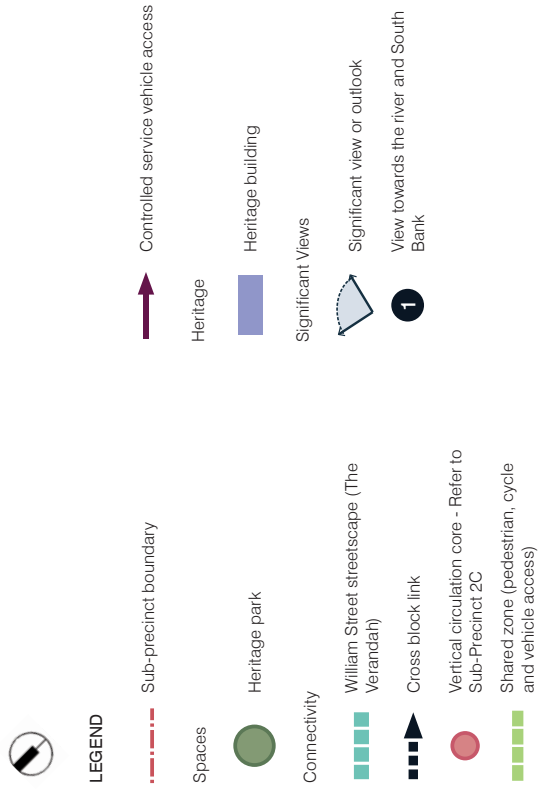 LEGEND
Sub-precinct boundary
Spaces
Heritage park
Connectivity
William Street streetscape (The
Verandah)
Cross block link
Vertical circulation core - Refer to
Sub-Precinct 2C
Shared zone (pedestrian, cycle
and vehicle access)
Controlled service vehicle access
Heritage
Heritage building
Significant Views
Significant view or outlook
1
View towards the river and South
Bank